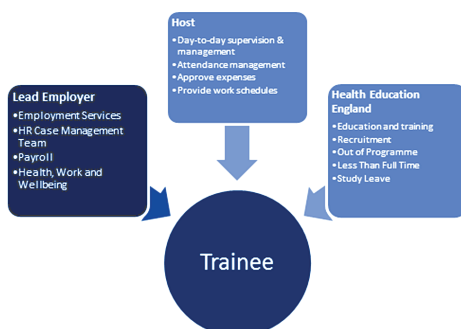 Host
•Day-to-day supervision &
management
•Attendance management
•Approve expenses
•Provide work schedules
Lead Employer
•Employment Services
•HR Case Management
Team
•Payroll
•Health, Work and
Wellbeing
Health Education
England
•Education and training
•Recruitment
•Out of Programme
•Less Than Full Time
•Study Leave
Trainee